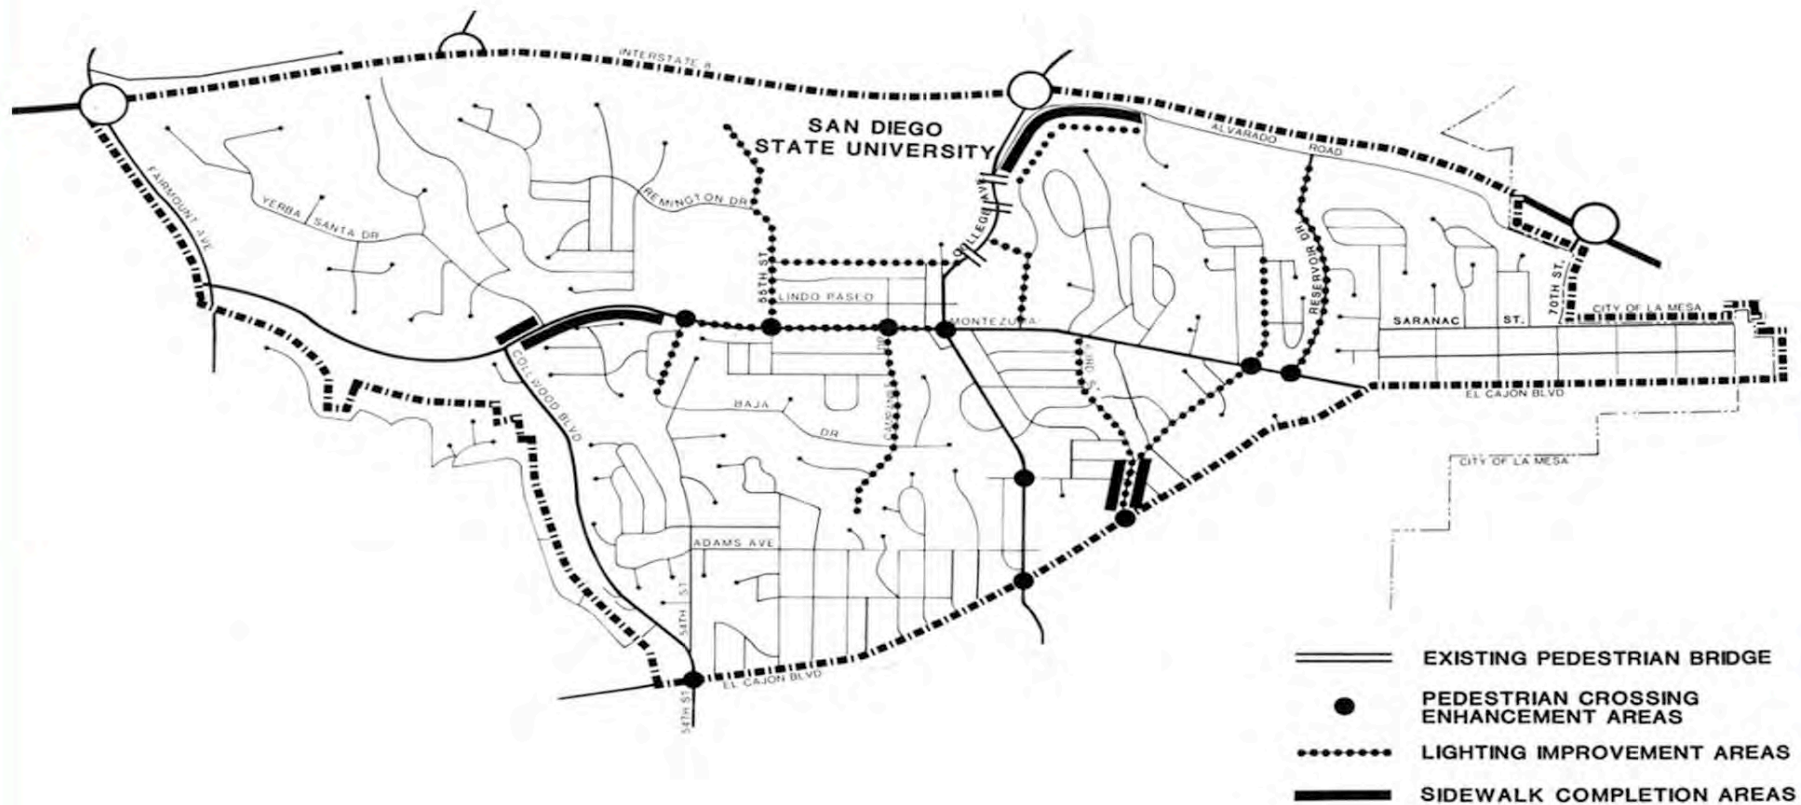 INTERSTATE 8
SAN DIEGO
STATE UNIVERSITY
ALVARADO
ROAD
FAIRMOUNT AVE
YERBA SANTA DR
REMINGTON DR
COLLEGE AVE
55TH ST
LINDO PASEO
MONTEZUMA
RESERVOIR DR
70TH ST.
CITY OF LA MESA
SARANAC ST.
EL CAJON BLVD
CITY OF LA MESA
COLLWOOD BLVD
BAJA
DR
DR
ADAMS AVE
54TH ST
EL CAJON BLVD
54TH ST
EXISTING PEDESTRIAN BRIDGE
PEDESTRIAN CROSSING
ENHANCEMENT AREAS
LIGHTING IMPROVEMENT AREAS
SIDEWALK COMPLETION AREAS